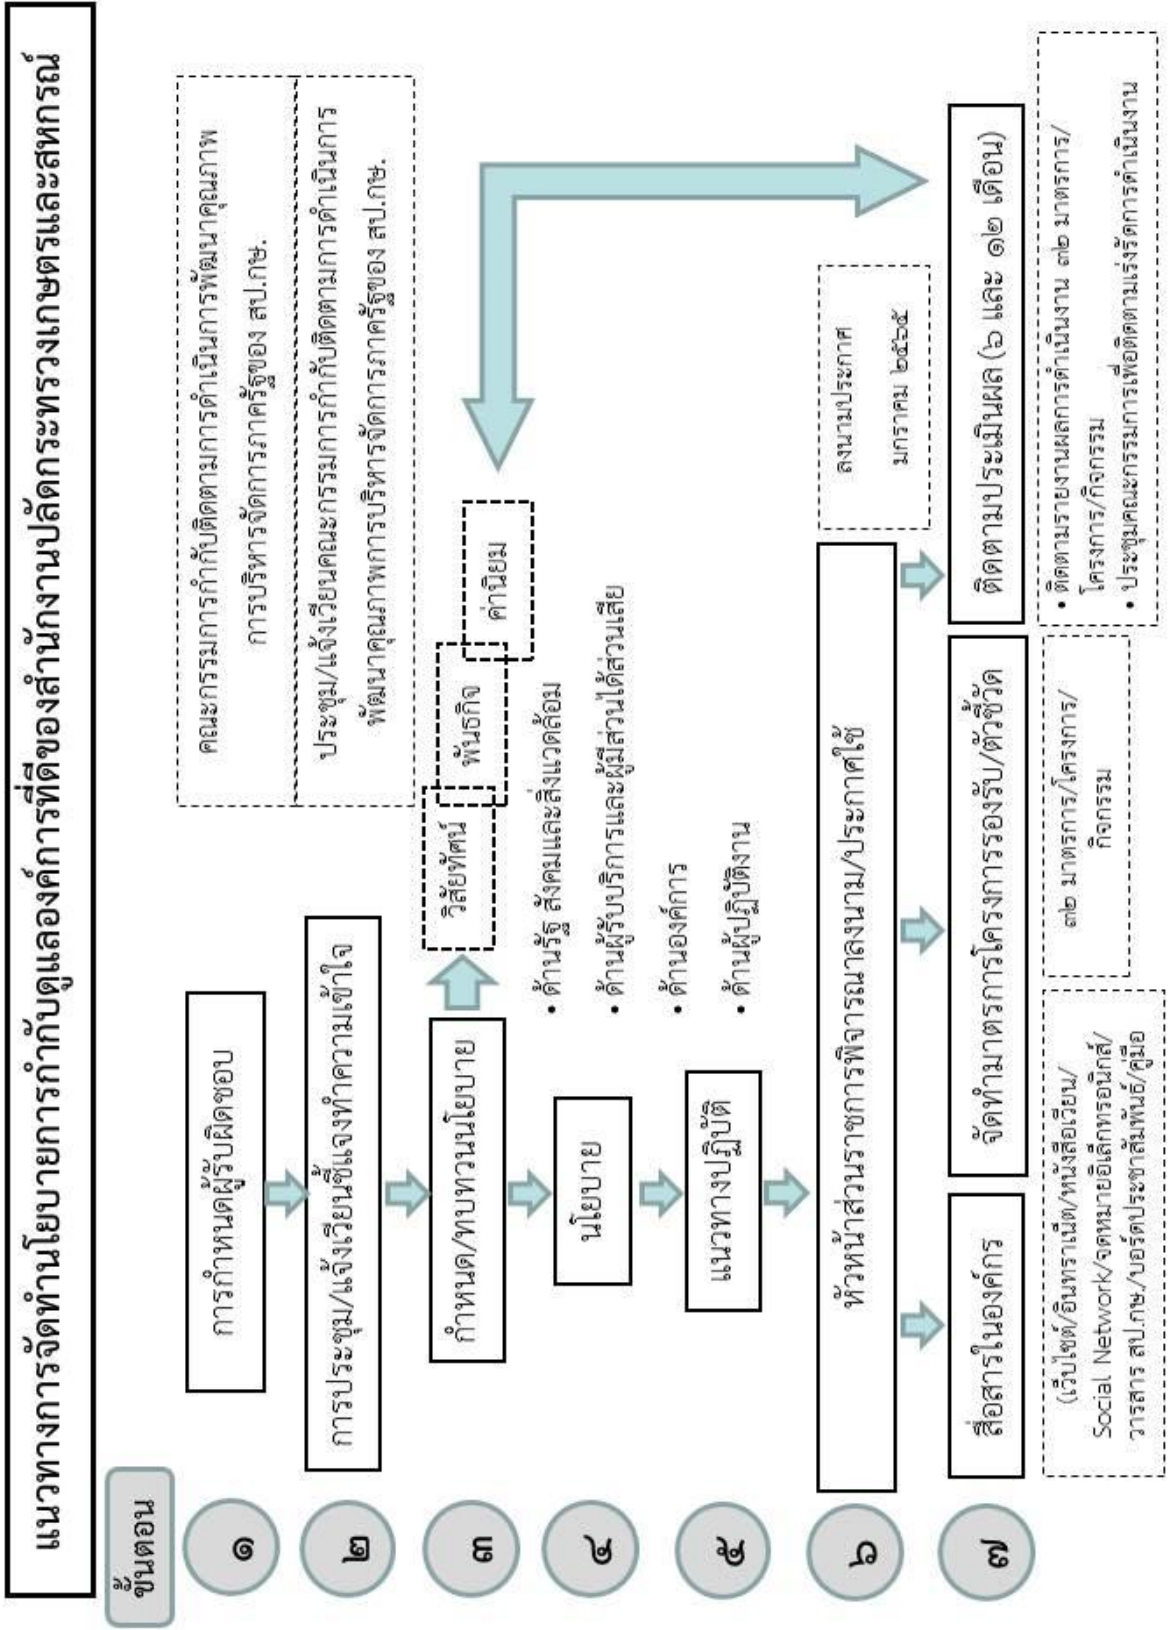 แนวทางการจัดทำนโยบายการกำกับดูแลองค์การที่ดีของสำนักงานปลัดกระทรวงเกษตรและสหกรณ์
ขั้นตอน
๑
การกำหนดผู้รับผิดชอบ
คณะกรรมการกำกับติดตามการดำเนินการพัฒนาคุณภาพ
การบริหารจัดการภาครัฐของ สป.กษ.
๒
การประชุม/แจ้งเวียนชี้แจงทำความเข้าใจ
ประชุม/แจ้งเวียนคณะกรรมการกำกับติดตามการดำเนินการ
พัฒนาคุณภาพการบริหารจัดการภาครัฐของ สป.กษ.
๓
กำหนด/ทบทวนนโยบาย
วิสัยทัศน์
พันธกิจ
ค่านิยม
๔
นโยบาย
• ด้านรัฐ สังคมและสิ่งแวดล้อม
• ด้านผู้รับบริการและผู้มีส่วนได้ส่วนเสีย
• ด้านองค์การ
• ด้านผู้ปฏิบัติงาน
๕
แนวทางปฏิบัติ
๖
หัวหน้าส่วนราชการพิจารณาลงนาม/ประกาศใช้
ลงนามประกาศ
มกราคม ๒๕๖๕
๗
สื่อสารในองค์กร
จัดทำมาตรการโครงการรองรับ/ตัวชี้วัด
ติดตามประเมินผล (๖ และ ๑๒ เดือน)
(เว็บไซต์/อินทราเน็ต/หนังสือเวียน/
Social Network/จดหมายอิเล็กทรอนิกส์/
วารสาร สป.กษ./บอร์ดประชาสัมพันธ์/คู่มือ
๓๒ มาตรการ/โครงการ/
กิจกรรม
• ติดตามรายงานผลการดำเนินงาน ๓๒ มาตรการ/
โครงการ/กิจกรรม
• ประชุมคณะกรรมการเพื่อติดตามเร่งรัดการดำเนินงาน